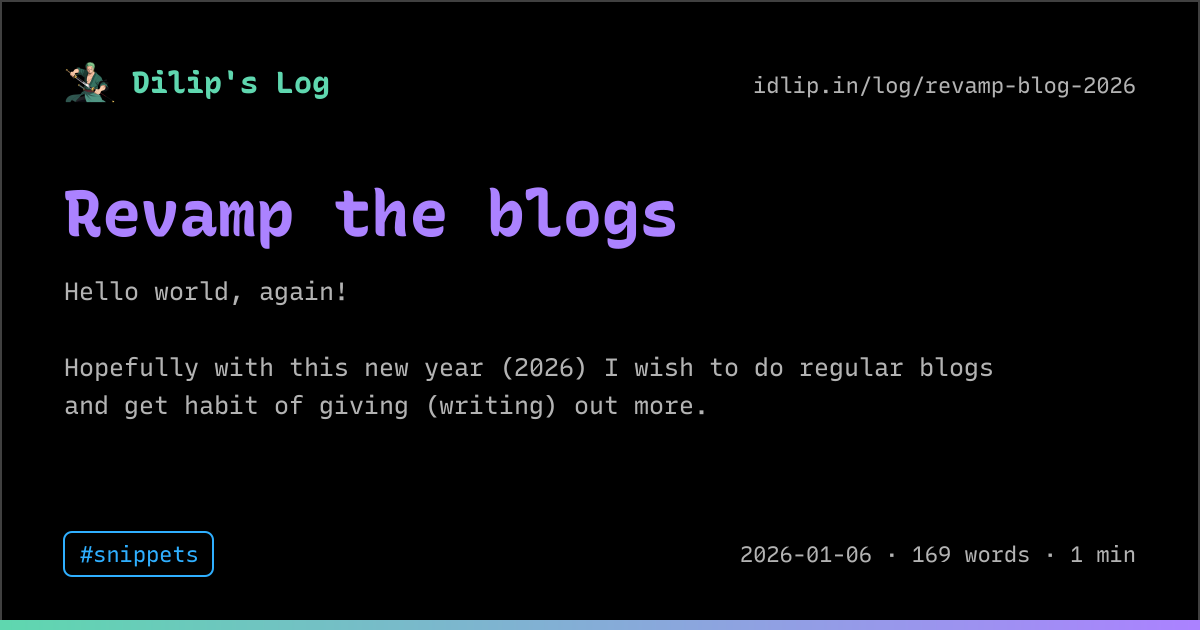 Dilip's Log
idlip.in/log/revamp-blog-2026
Revamp the blogs
Hello world, again!
Hopefully with this new year (2026) I wish to do regular blogs
and get habit of giving (writing) out more.
#snippets
2026-01-06 · 169 words · 1 min